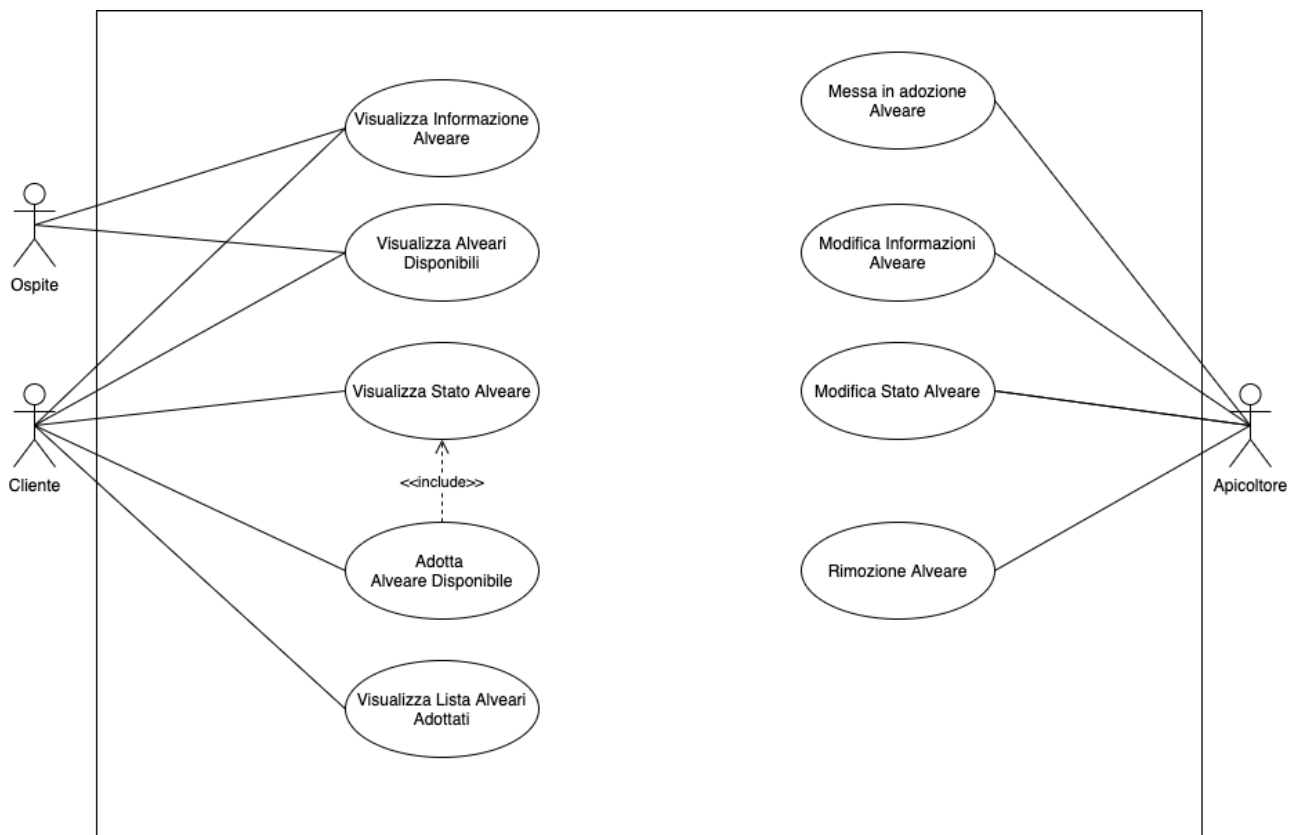 Visualizza Informazione
Alveare
Messa in adozione
Alveare
Ospite
Visualizza Alveari
Disponibili
Modifica Informazioni
Alveare
Cliente
Visualizza Stato Alveare
Modifica Stato Alveare
Apicoltore
<<include>>
Adotta
Alveare Disponibile
Rimozione Alveare
Visualizza Lista Alveari
Adottati